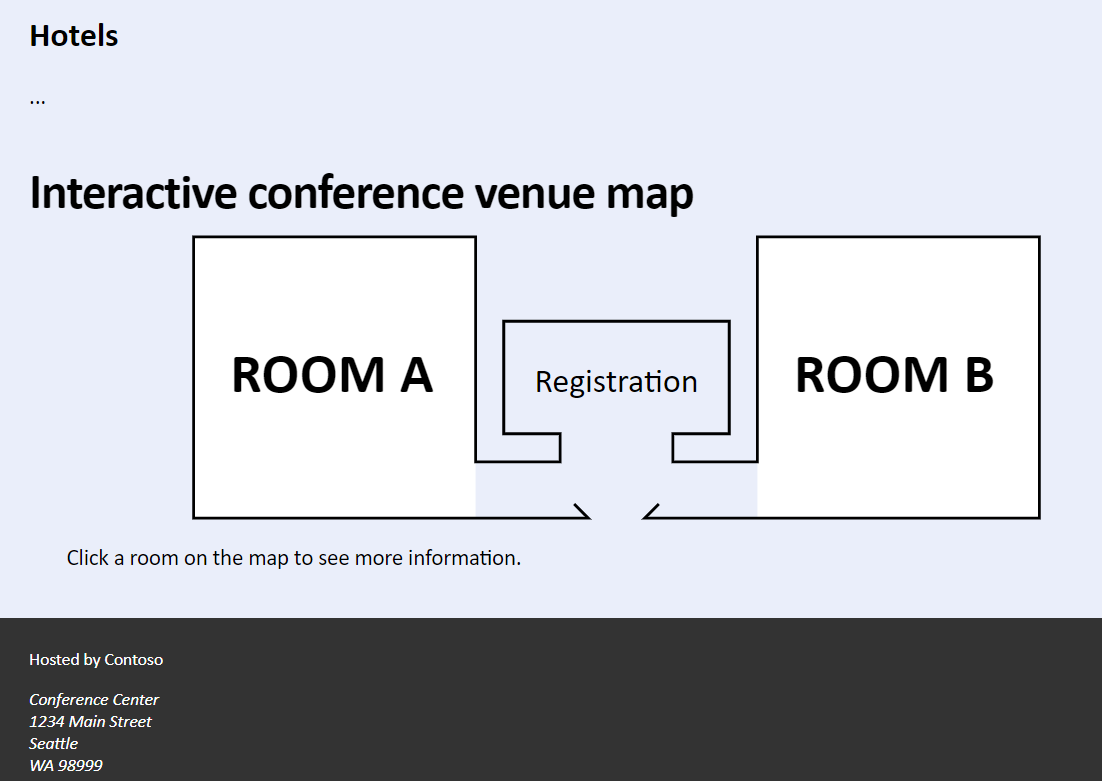 Hotels
...
Interactive conference venue map
ROOM A
Registration
ROOM B
Click a room on the map to see more information.
Hosted by Contoso
Conference Center
1234 Main Street
Seattle
WA 98999